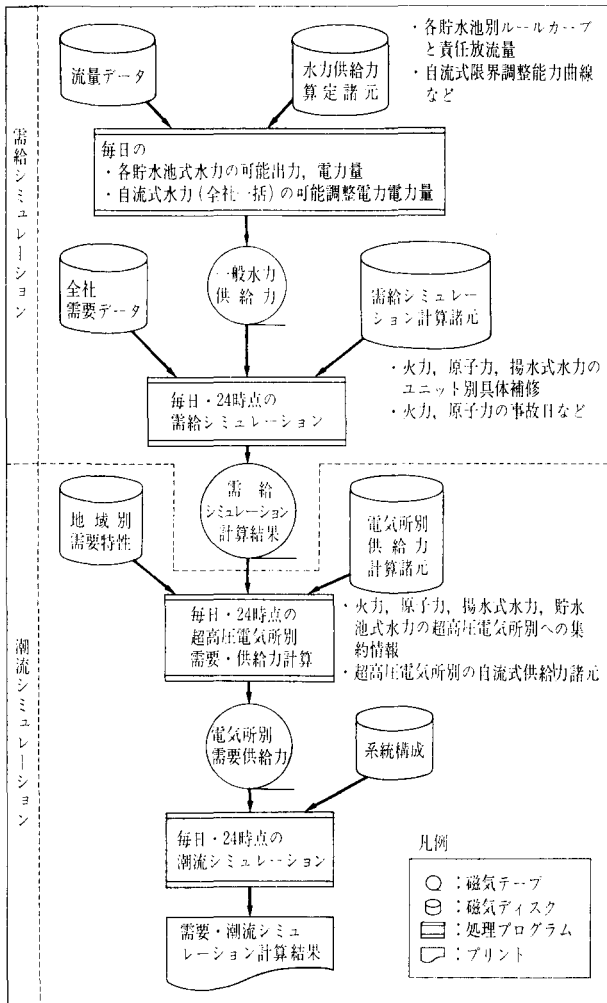 流量データ
水力供給力
算定諸元
・各貯水池別ルールカーブ
と責任放流量
・自流式限界調整能力曲線
など
需給シミュレーション
毎日の
・各貯水池式水力の可能出力，電力量
・自流式水力（全社一括）の可能調整電力電力量
一般水力
供給力
全社
需要データ
需給シミュレー
ション計算諸元
・火力，原子力，揚水式水力の
ユニット別具体補修
・火力，原子力の事故日など
毎日・24時点の
需給シミュレーション
需給
シミュレーション
計算結果
潮流シミュレーション
地域別
需要特性
電気所別
供給力
計算諸元
毎日・24時点の
超高圧電気所別
需要・供給力計算
・火力，原子力，揚水式水力，貯水
池式水力の超高圧電気所別への集
約情報
・超高圧電気所別の自流式供給力諸元
電気所別
需要供給力
系統構成
毎日・24時点の
潮流シミュレーション
需要・潮流シミュ
レーション計算結果
凡例
：磁気テープ
：磁気ディスク
：処理プログラム
：プリント